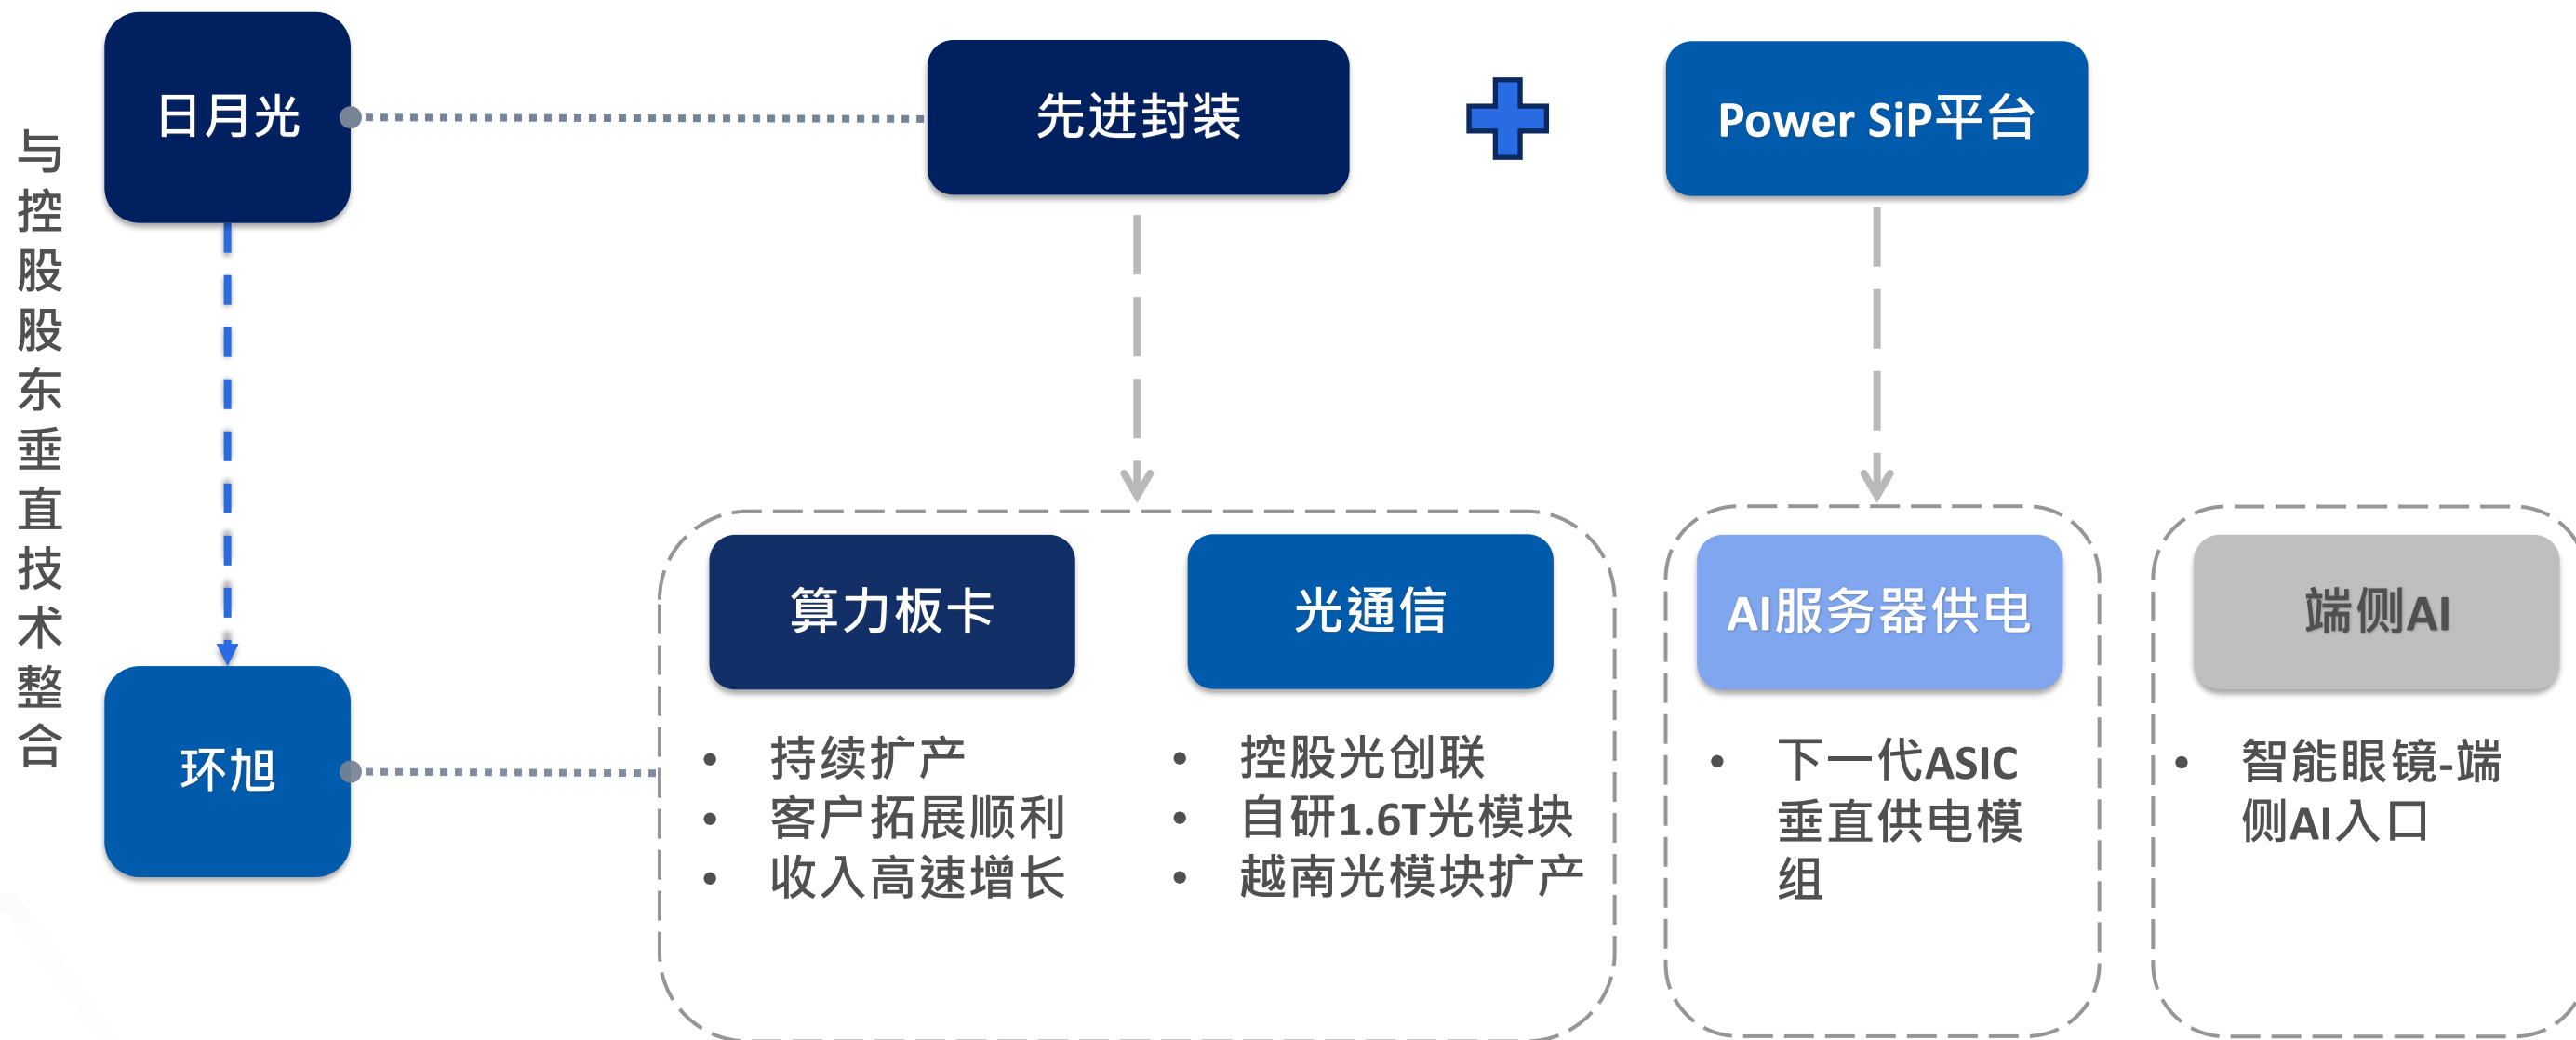 与控股股东垂直技术整合
日月光
先进封装
Power SiP平台
环旭
算力板卡
• 持续扩产
• 客户拓展顺利
• 收入高速增长
光通信
• 控股光创联
• 自研1.6T光模块
• 越南光模块扩产
AI服务器供电
• 下一代ASIC
垂直供电模
组
端侧AI
• 智能眼镜-端
侧AI入口